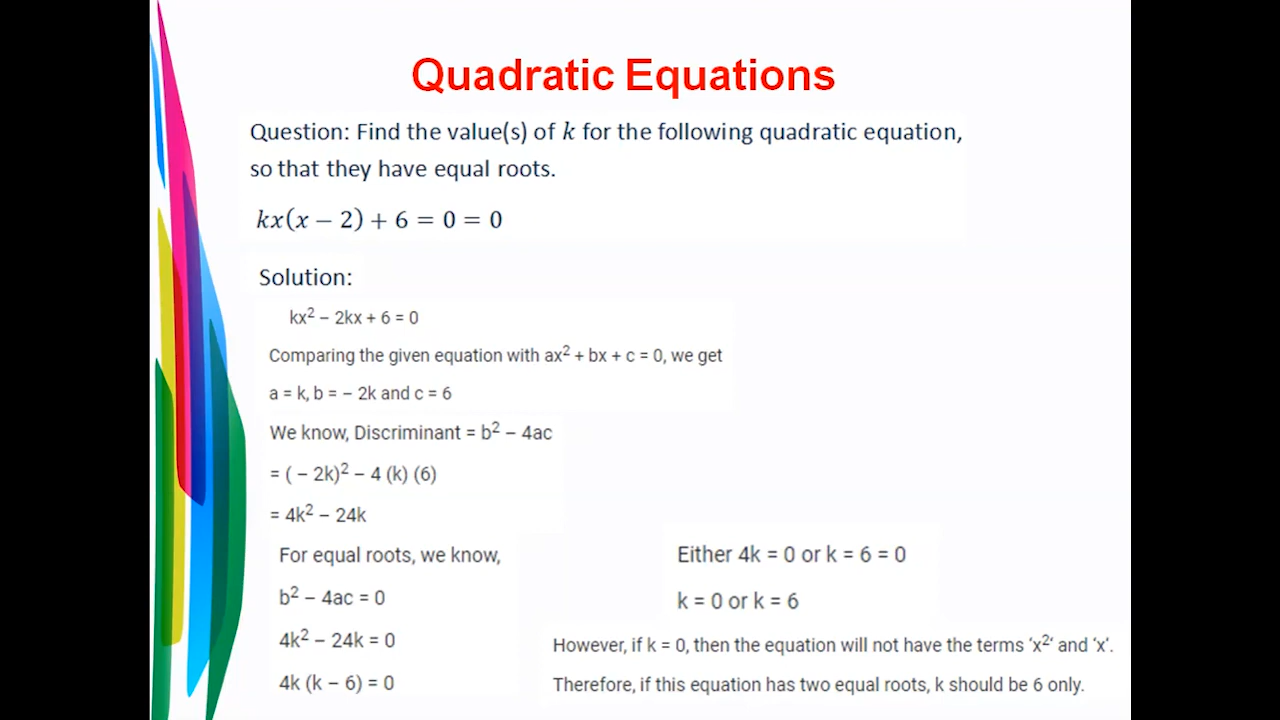 Quadratic Equations
Question: Find the value(s) of k for the following quadratic equation,
so that they have equal roots.
kx(x − 2) + 6 = 0 = 0
Solution:
kx² − 2kx + 6 = 0
Comparing the given equation with ax² + bx + c = 0, we get
a = k, b = − 2k and c = 6
We know, Discriminant = b² − 4ac
= ( − 2k)² − 4 (k) (6)
= 4k² − 24k
For equal roots, we know,
b² − 4ac = 0
4k² − 24k = 0
4k (k − 6) = 0
Either 4k = 0 or k = 6 = 0
k = 0 or k = 6
However, if k = 0, then the equation will not have the terms ‘x²‘ and ‘x’.
Therefore, if this equation has two equal roots, k should be 6 only.